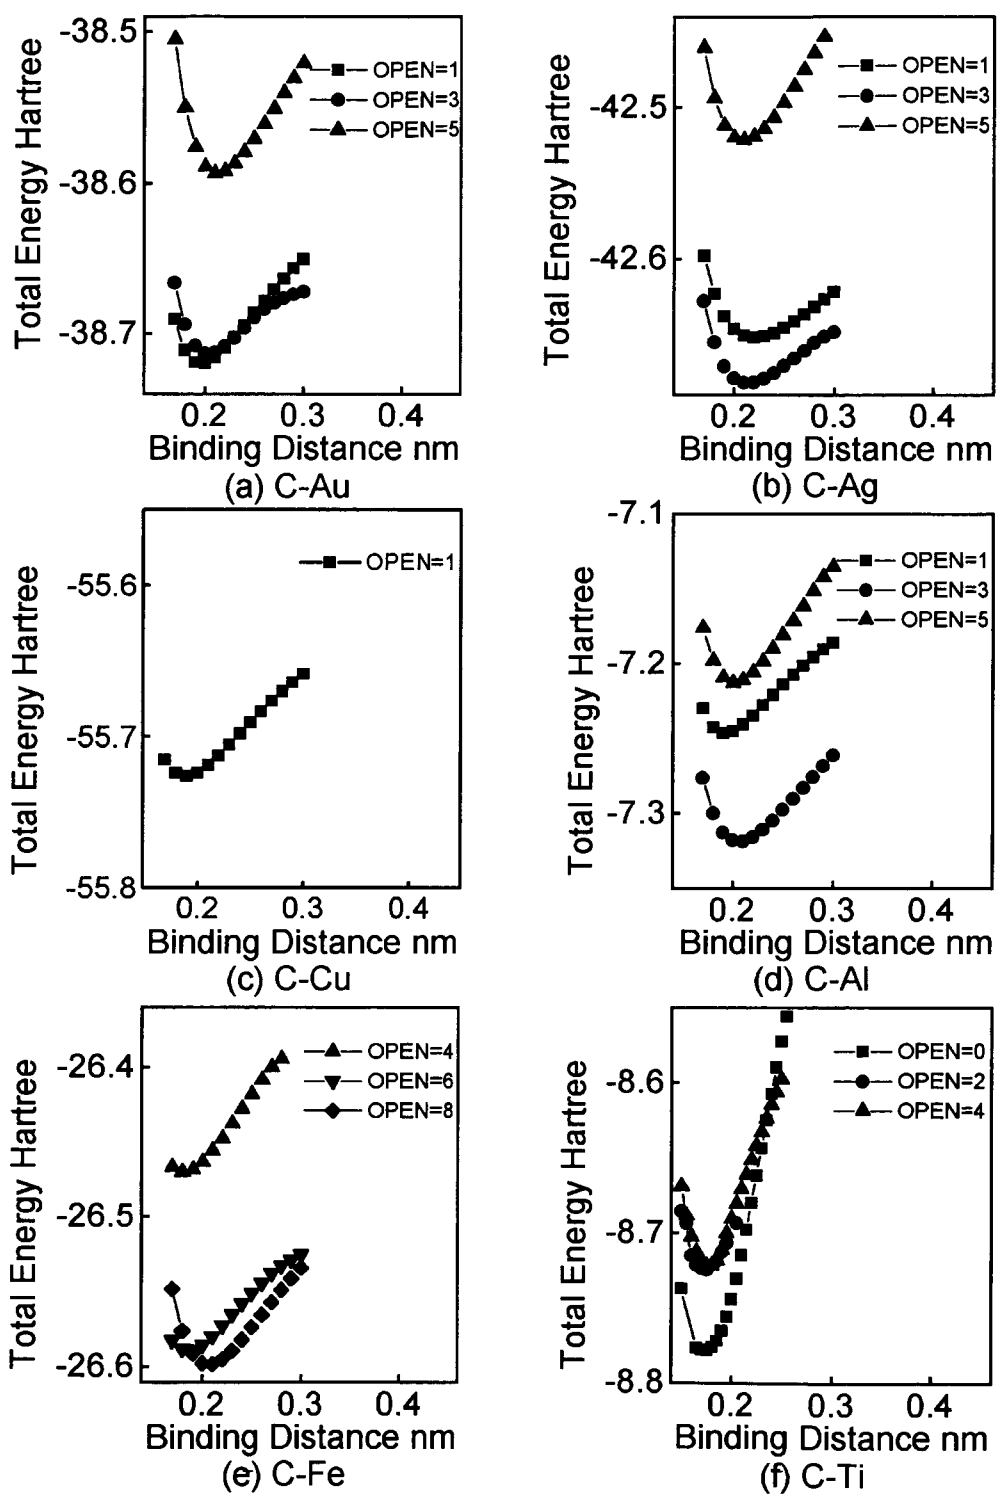 Total Energy Hartree
-38.5
-38.6
-38.7
OPEN=1
OPEN=3
OPEN=5
0.2 0.3 0.4
Binding Distance nm
(a) C-Au
Total Energy Hartree
-42.5
-42.6
OPEN=1
OPEN=3
OPEN=5
0.2 0.3 0.4
Binding Distance nm
(b) C-Ag
Total Energy Hartree
-55.6
-55.7
-55.8
OPEN=1
0.2 0.3 0.4
Binding Distance nm
(c) C-Cu
Total Energy Hartree
-7.1
-7.2
-7.3
OPEN=1
OPEN=3
OPEN=5
0.2 0.3 0.4
Binding Distance nm
(d) C-Al
Total Energy Hartree
-26.4
-26.5
-26.6
OPEN=4
OPEN=6
OPEN=8
0.2 0.3 0.4
Binding Distance nm
(e) C-Fe
Total Energy Hartree
-8.6
-8.7
-8.8
OPEN=0
OPEN=2
OPEN=4
0.2 0.3 0.4
Binding Distance nm
(f) C-Ti